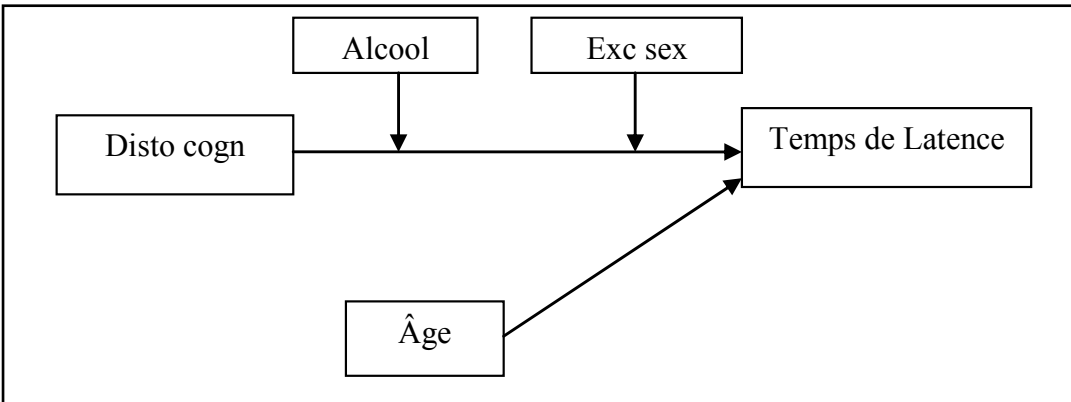 Alcool
Exc sex
Disto cogn
Temps de Latence
Âge